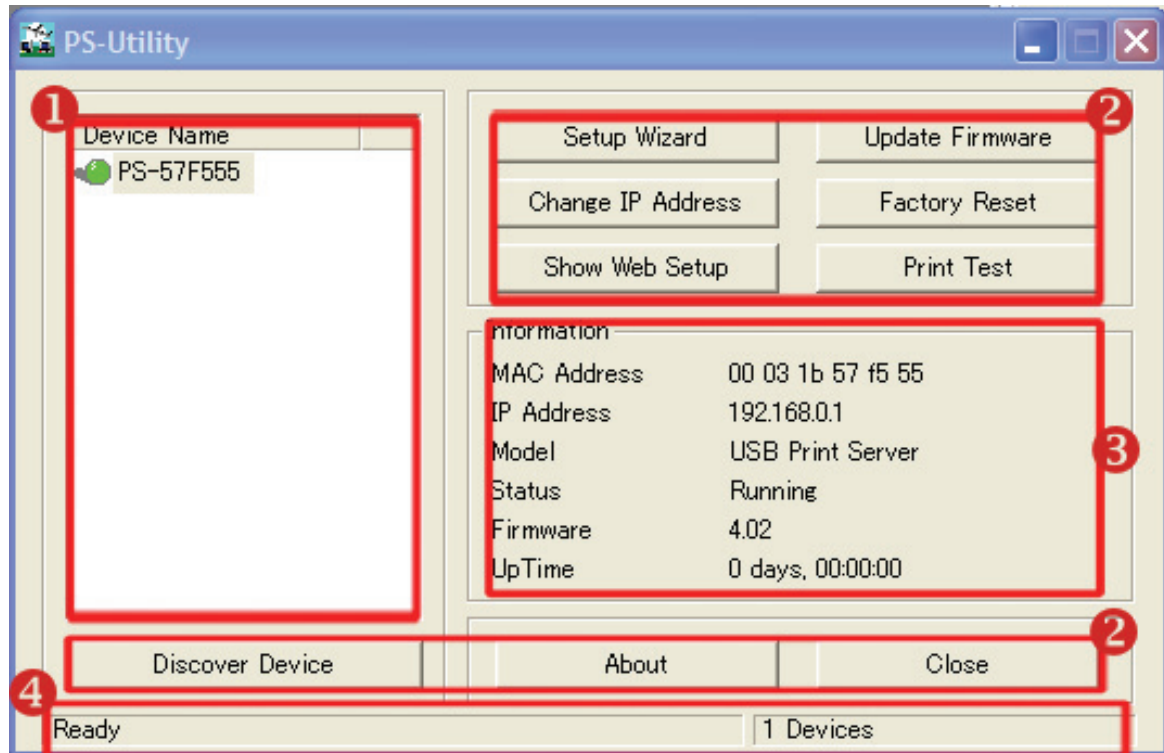 PS-Utility
1
Device Name
PS-57F555
2
Setup Wizard
Update Firmware
Change IP Address
Factory Reset
Show Web Setup
Print Test
Information
MAC Address 00 03 1b 57 f5 55
IP Address 192.168.0.1
Model USB Print Server
Status Running
Firmware 4.02
UpTime 0 days, 00:00:00
3
Discover Device
About
Close
2
4
Ready
1 Devices